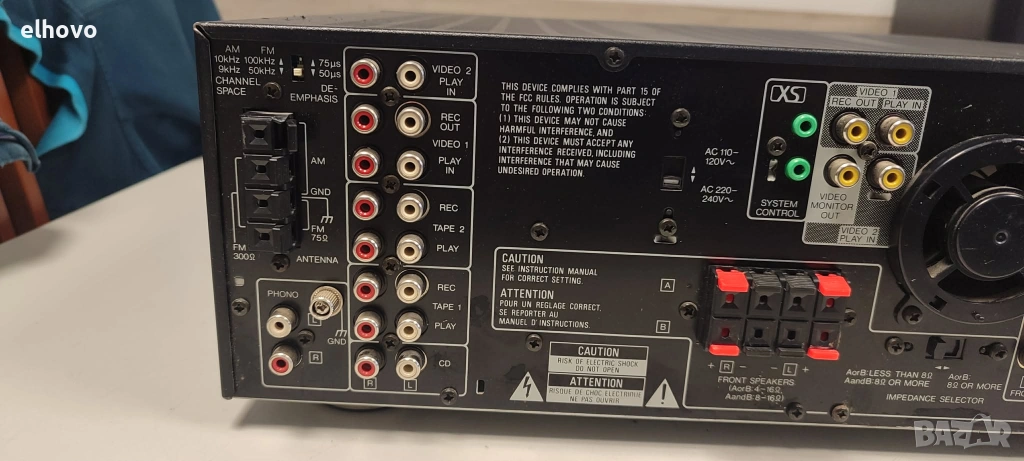 elhovo
AM FM
10kHz 100kHz
9kHz 50kHz
CHANNEL
SPACE
75µs
50µs
DE-
EMPHASIS
AM
GND
FM
75Ω
FM
300Ω
ANTENNA
PHONO
L
R
GND
VIDEO 2
PLAY
IN
REC
OUT
VIDEO 1
PLAY
IN
REC
TAPE 2
PLAY
REC
TAPE 1
PLAY
CD
R L
THIS DEVICE COMPLIES WITH PART 15 OF
THE FCC RULES. OPERATION IS SUBJECT
TO THE FOLLOWING TWO CONDITIONS:
(1) THIS DEVICE MAY NOT CAUSE
HARMFUL INTERFERENCE, AND
(2) THIS DEVICE MUST ACCEPT ANY
INTERFERENCE RECEIVED, INCLUDING
INTERFERENCE THAT MAY CAUSE
UNDESIRED OPERATION.
AC 110-
120V~
AC 220-
240V~
XS
SYSTEM
CONTROL
VIDEO 1
REC OUT PLAY IN
VIDEO
MONITOR
OUT
VIDEO 2
PLAY IN
CAUTION
SEE INSTRUCTION MANUAL
FOR CORRECT SETTING.
ATTENTION
POUR UN REGLAGE CORRECT,
SE REPORTER AU
MANUEL D'INSTRUCTIONS.
A
B
CAUTION
RISK OF ELECTRIC SHOCK
DO NOT OPEN
ATTENTION
RISQUE DE CHOC ELECTRIQUE
NE PAS OUVRIR
+ R - - L +
FRONT SPEAKERS
(AorB:4-16Ω,
AandB:8-16Ω)
AorB:LESS THAN 8Ω
AandB:8Ω OR MORE
AorB:
8Ω OR MORE
IMPEDANCE SELECTOR
BAZAR